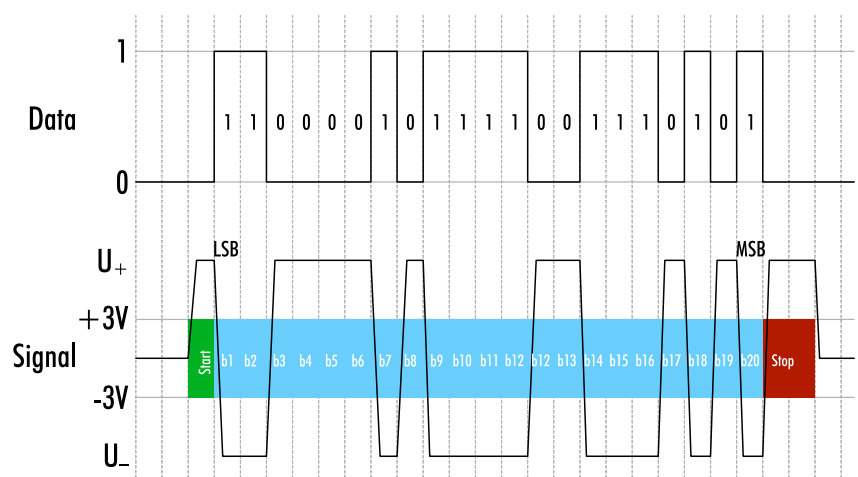 1
Data 1 1 0 0 0 0 1 0 1 1 1 1 0 0 1 1 1 0 1 0 1
0
LSB MSB
U+
+3V
Signal Start b1 b2 b3 b4 b5 b6 b7 b8 b9 b10 b11 b12 b12 b13 b14 b15 b16 b17 b18 b19 b20 Stop
-3V
U-